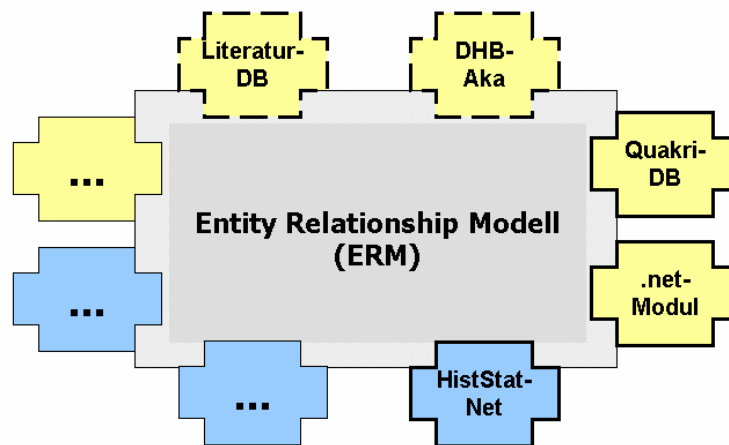 Literatur-
DB
DHB-
Aka
Quakri-
DB
...
Entity Relationship Modell
(ERM)
.net-
Modul
...
...
HistStat-
Net